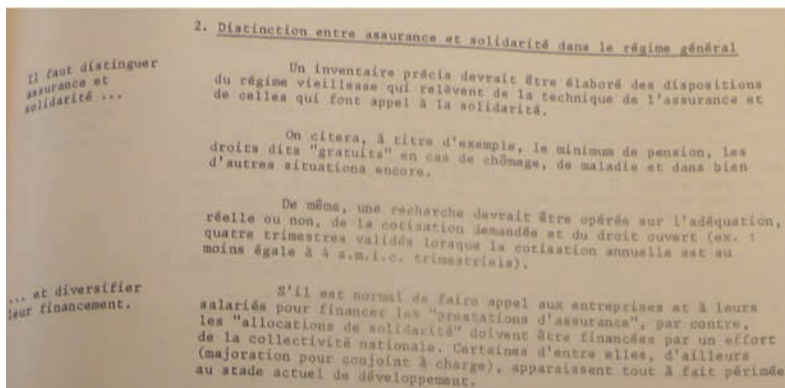 2. Distinction entre assurance et solidarité dans le régime général
Il faut distinguer
assurance et
solidarité ...
Un inventaire précis devrait être élaboré des dispositions
du régime vieillesse qui relèvent de la technique de l'assurance et
de celles qui font appel à la solidarité.
On citera, à titre d'exemple, le minimum de pension, les
droits dits "gratuits" en cas de chômage, de maladie et dans bien
d'autres situations encore.
De même, une recherche devrait être opérée sur l'adéquation,
réelle ou non, de la cotisation demandée et du droit ouvert (ex. :
quatre trimestres validés lorsque la cotisation annuelle est au
moins égale à 4 s.m.i.c. trimestriels).
... et diversifier
leur financement.
S'il est normal de faire appel aux entreprises et à leurs
salariés pour financer les "prestations d'assurance", par contre,
les "allocations de solidarité" doivent être financées par un effort
de la collectivité nationale. Certaines d'entre elles, d'ailleurs
(majoration pour conjoint à charge), apparaissent tout à fait périmées
au stade actuel de développement.